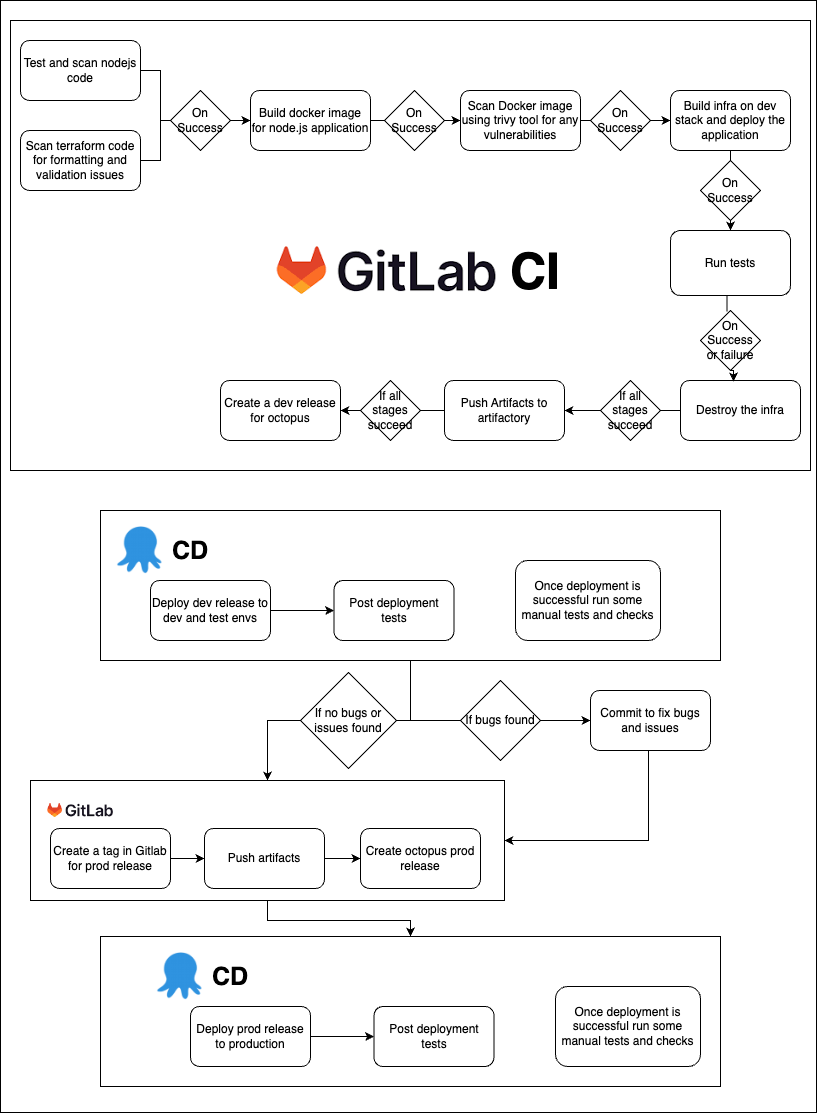 Test and scan nodejs
code
Scan terraform code
for formatting and
validation issues
On
Success
Build docker image
for node.js application
On
Success
Scan Docker image
using trivy tool for any
vulnerabilities
On
Success
Build infra on dev
stack and deploy the
application
On
Success
Run tests
GitLab CI
On
Success
or failure
Destroy the infra
If all
stages
succeed
Push Artifacts to
artifactory
If all
stages
succeed
Create a dev release
for octopus
CD
Deploy dev release to
dev and test envs
Post deployment
tests
Once deployment is
successful run some
manual tests and checks
If no bugs or
issues found
If bugs found
Commit to fix bugs
and issues
GitLab
Create a tag in Gitlab
for prod release
Push artifacts
Create octopus prod
release
CD
Deploy prod release
to production
Post deployment
tests
Once deployment is
successful run some
manual tests and checks